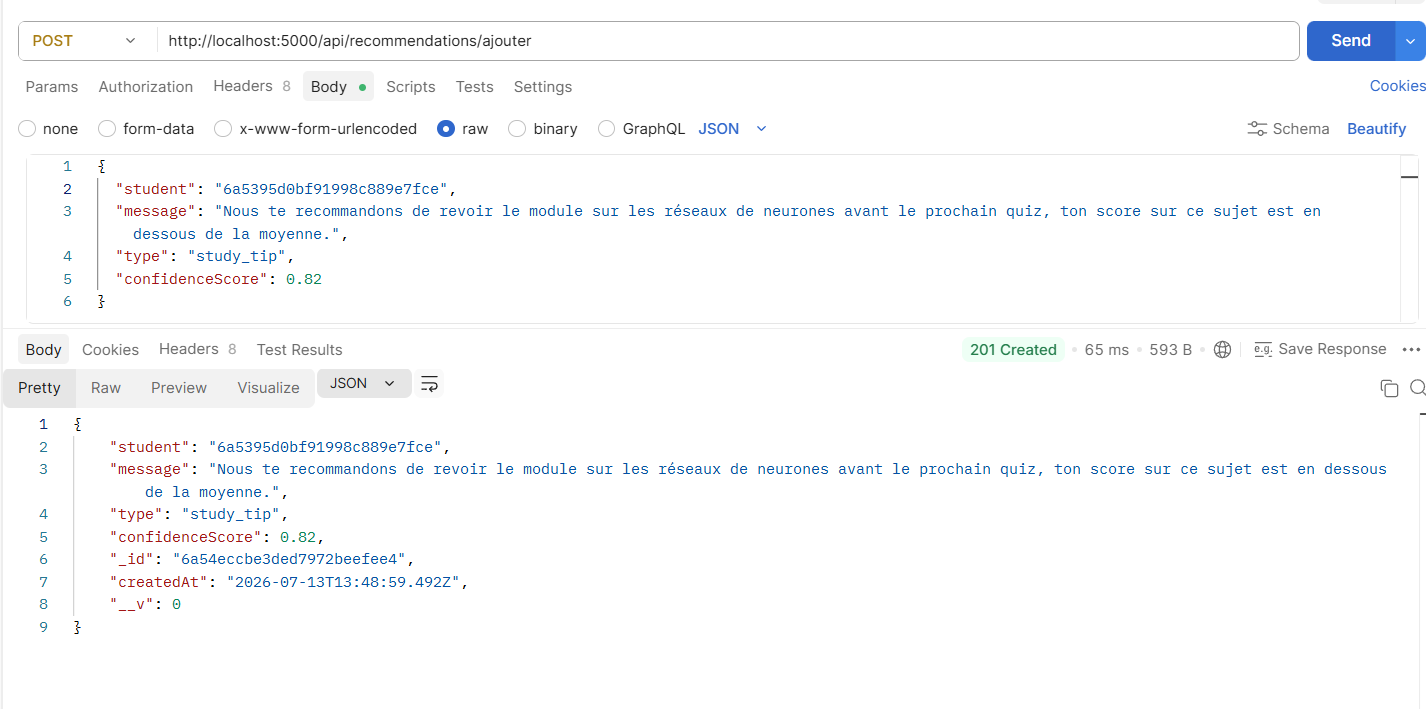 POST http://localhost:5000/api/recommendations/ajouter Send
Params Authorization Headers 8 Body Scripts Tests Settings Cookies
none form-data x-www-form-urlencoded raw binary GraphQL JSON Schema Beautify
1 {
2 "student": "6a5395d0bf91998c889e7fce",
3 "message": "Nous te recommandons de revoir le module sur les réseaux de neurones avant le prochain quiz, ton score sur ce sujet est en
dessous de la moyenne.",
4 "type": "study_tip",
5 "confidenceScore": 0.82
6 }
Body Cookies Headers 8 Test Results 201 Created 65 ms 593 B e.g. Save Response
Pretty Raw Preview Visualize JSON
1 {
2 "student": "6a5395d0bf91998c889e7fce",
3 "message": "Nous te recommandons de revoir le module sur les réseaux de neurones avant le prochain quiz, ton score sur ce sujet est en dessous
de la moyenne.",
4 "type": "study_tip",
5 "confidenceScore": 0.82,
6 "_id": "6a54eccbe3ded7972beefee4",
7 "createdAt": "2026-07-13T13:48:59.492Z",
8 "__v": 0
9 }